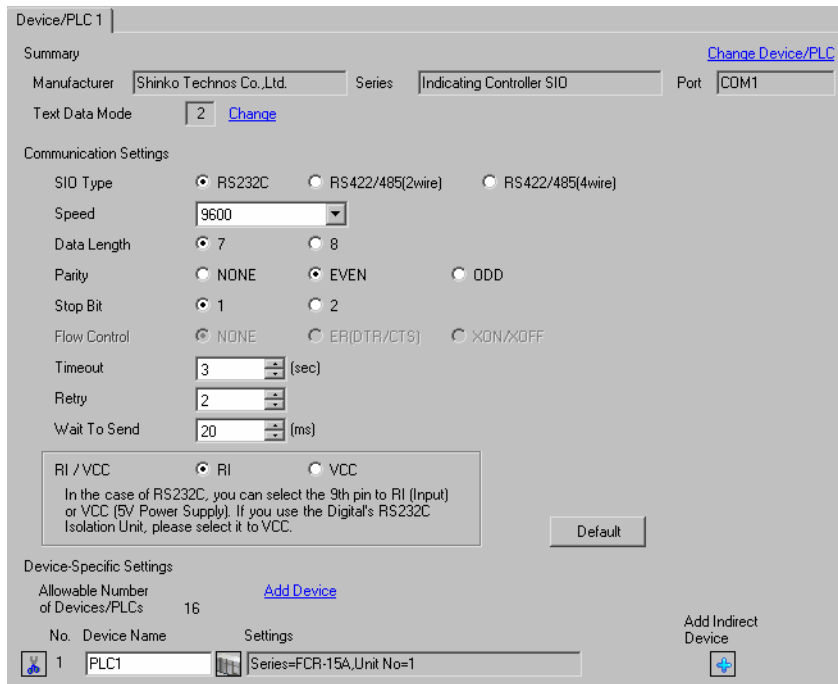 Device/PLC 1
Summary Change Device/PLC
Manufacturer Shinko Technos Co.,Ltd. Series Indicating Controller SIO Port COM1
Text Data Mode 2 Change
Communication Settings
SIO Type RS232C RS422/485(2wire) RS422/485(4wire)
Speed 9600
Data Length 7 8
Parity NONE EVEN ODD
Stop Bit 1 2
Flow Control NONE ER(DTR/CTS) XON/XOFF
Timeout 3 (sec)
Retry 2
Wait To Send 20 (ms)
RI / VCC RI VCC
In the case of RS232C, you can select the 9th pin to RI (Input)
or VCC (5V Power Supply). If you use the Digital's RS232C
Isolation Unit, please select it to VCC.
Default
Device-Specific Settings
Allowable Number Add Device
of Devices/PLCs 16
Add Indirect
Device
No. Device Name Settings
1 PLC1 Series=FCR-15A,Unit No=1